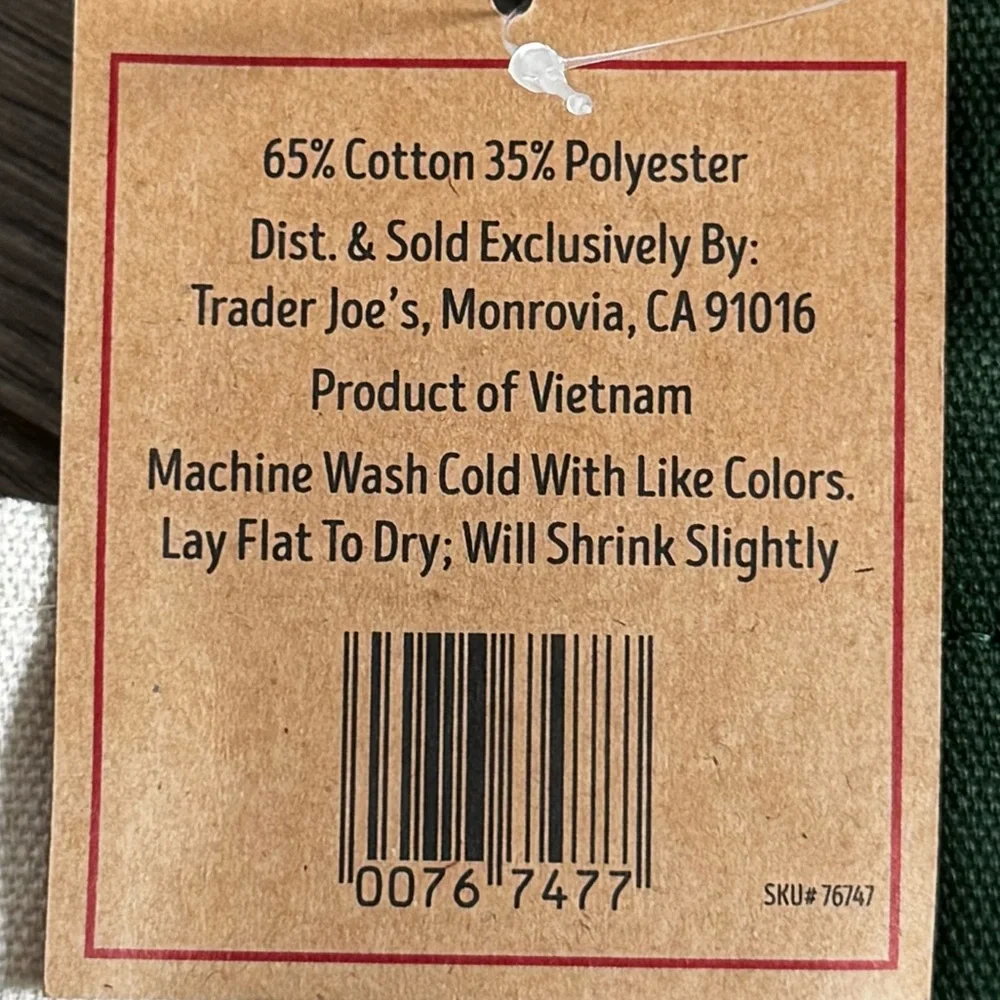 65% Cotton 35% Polyester
Dist. & Sold Exclusively By:
Trader Joe's, Monrovia, CA 91016
Product of Vietnam
Machine Wash Cold With Like Colors.
Lay Flat To Dry; Will Shrink Slightly
0076 7477
SKU# 76747